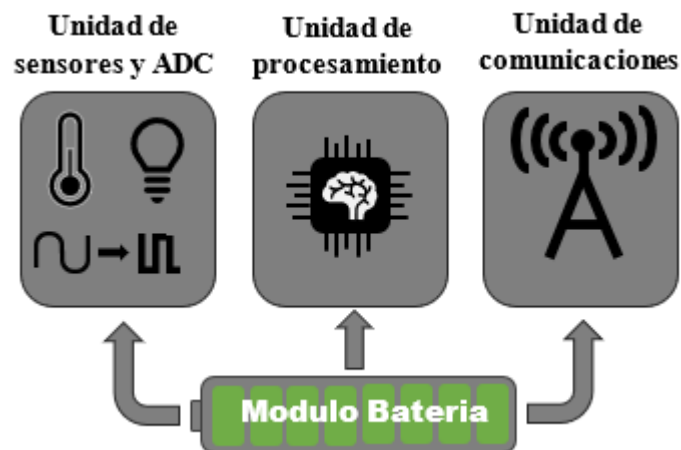 Unidad de
sensores y ADC
Unidad de
procesamiento
Unidad de
comunicaciones
Modulo Bateria